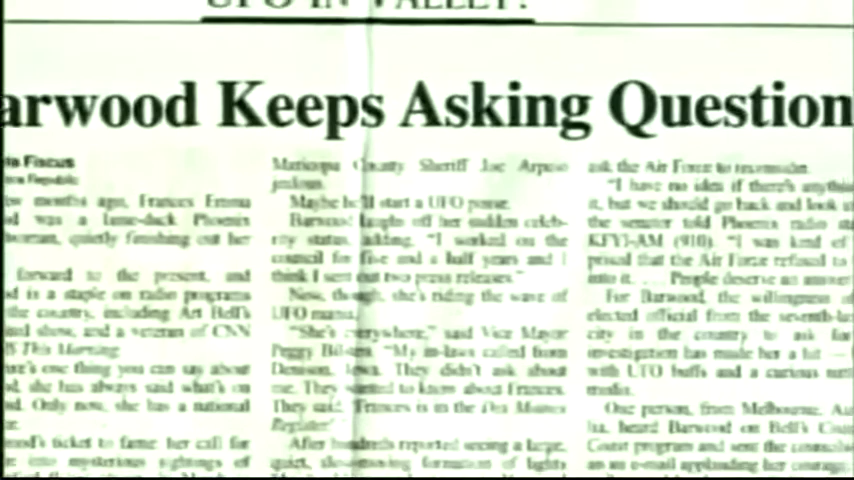 UFO IN VALLEY?
arwood Keeps Asking Question
ta Fiscus
Republic
months ago, Frances Emma
d was a lame-duck Phoenix
woman, quietly finishing out her
forward to the present, and
d is a staple on radio programs
the country, including Art Bell's
show, and a veteran of CNN
This Morning
one thing you can say about
d, she has always said what's on
d. Only now, she has a national
ood's ticket to fame: her call for
into mysterious sightings of
Maricopa County Sheriff Joe Arpaio
jealous.
Maybe he'll start a UFO posse.
Barwood laughs off her sudden celeb-
rity status, adding, "I worked on the
council for five and a half years and I
think I sent out two press releases."
Now, though, she's riding the wave of
UFO mania.
"She's everywhere," said Vice Mayor
Peggy Bilsten. "My in-laws called from
Denison, Iowa. They didn't ask about
me. They wanted to know about Frances.
They said, 'Frances is in the Des Moines
Register.'
After hundreds reported seeing a large,
quiet, slow-moving formation of lights
ask the Air Force to reconsider.
"I have no idea if there's anythin
it, but we should go back and look a
the senator told Phoenix radio sta
KFYI-AM (910). "I was kind of
prised that the Air Force refused to
into it. . . . People deserve an answer
For Barwood, the willingness of
elected official from the seventh-la
city in the country to ask for
investigation has made her a hit —
with UFO buffs and a curious
media.
One person, from Melbourne, Au
lia, heard Barwood on Bell's Coast
Coast program and sent the council
an e-mail applauding her courage.